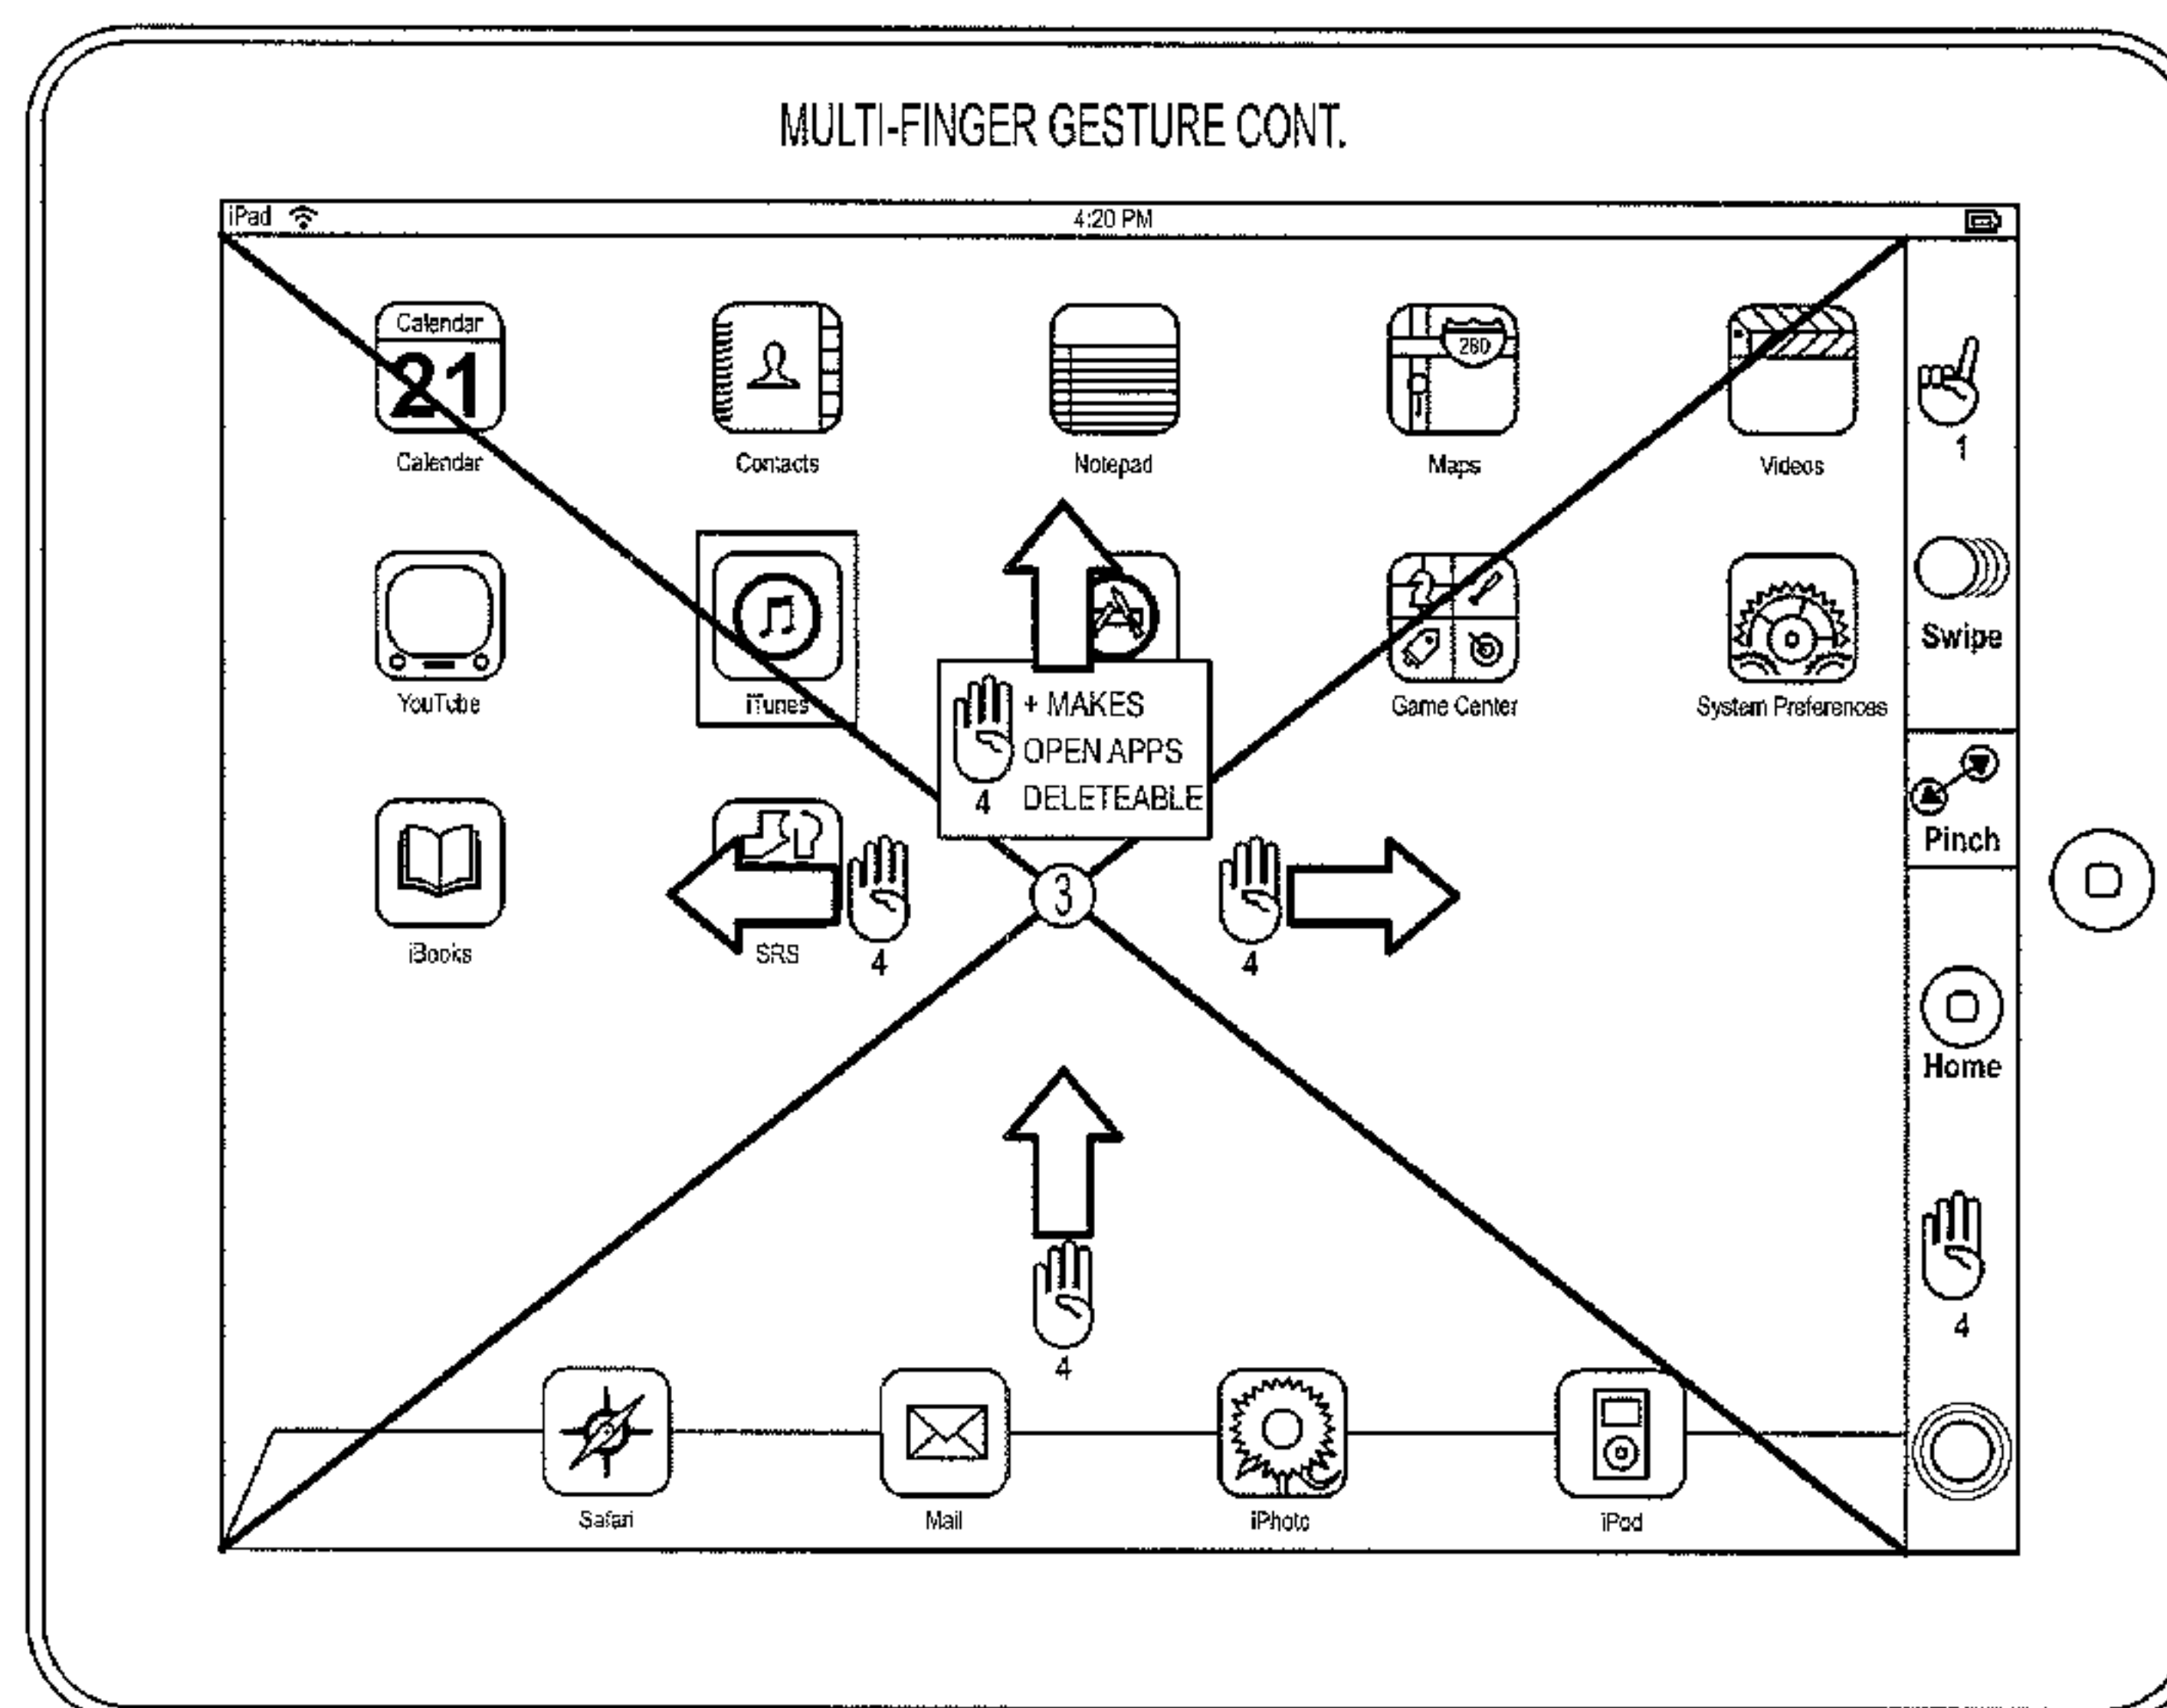 MULTI-FINGER GESTURE CONT.
iPad 4:20 PM
Calendar
21
280
1
Calendar Contacts Notepad Maps Videos
Swipe
YouTube iTunes Game Center System Preferences
+ MAKES
OPEN APPS
4 DELETEABLE
Pinch
3
iBooks SRS 4 4
Home
4
4
Safari Mail iPhoto iPod